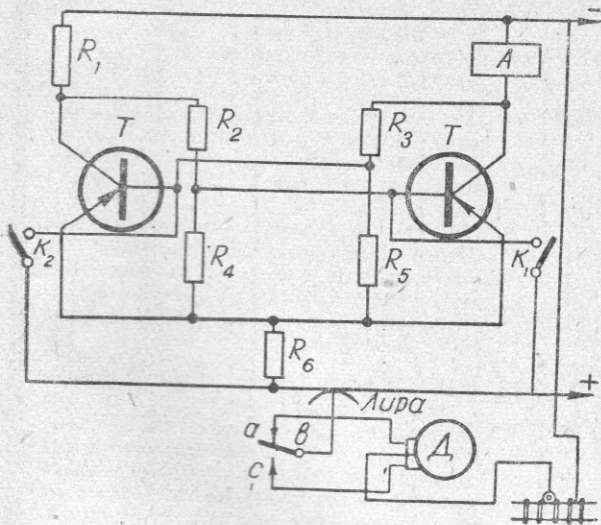 −
R₁
A
T
R₂
R₃
T
K₂
R₄
R₅
K₁
R₆
+
Лира
а
в
Д
с